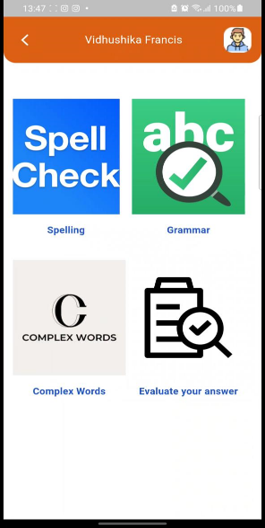 13:47
100%
Vidhushika Francis
Spell
Check
abc
Spelling
Grammar
C
COMPLEX WORDS
Complex Words
Evaluate your answer